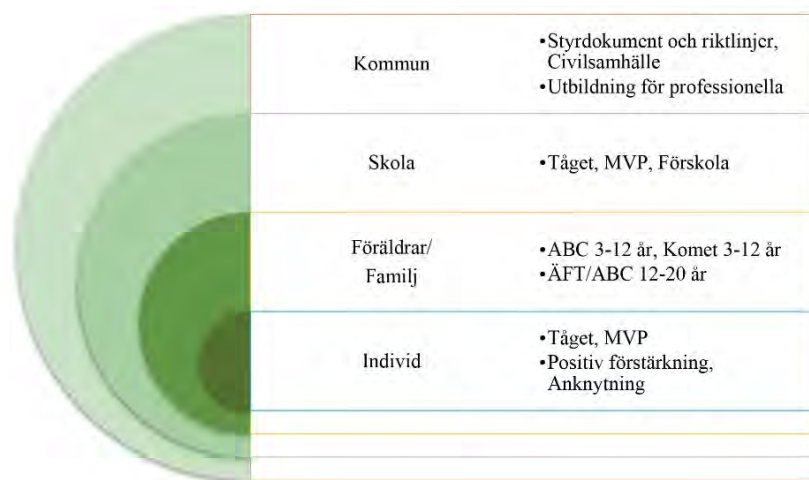 Kommun
•Styrdokument och riktlinjer,
Civilsamhälle
•Utbildning för professionella
Skola
•Tåget, MVP, Förskola
Föräldrar/
Familj
•ABC 3-12 år, Komet 3-12 år
•ÄFT/ABC 12-20 år
Individ
•Tåget, MVP
•Positiv förstärkning,
Anknytning